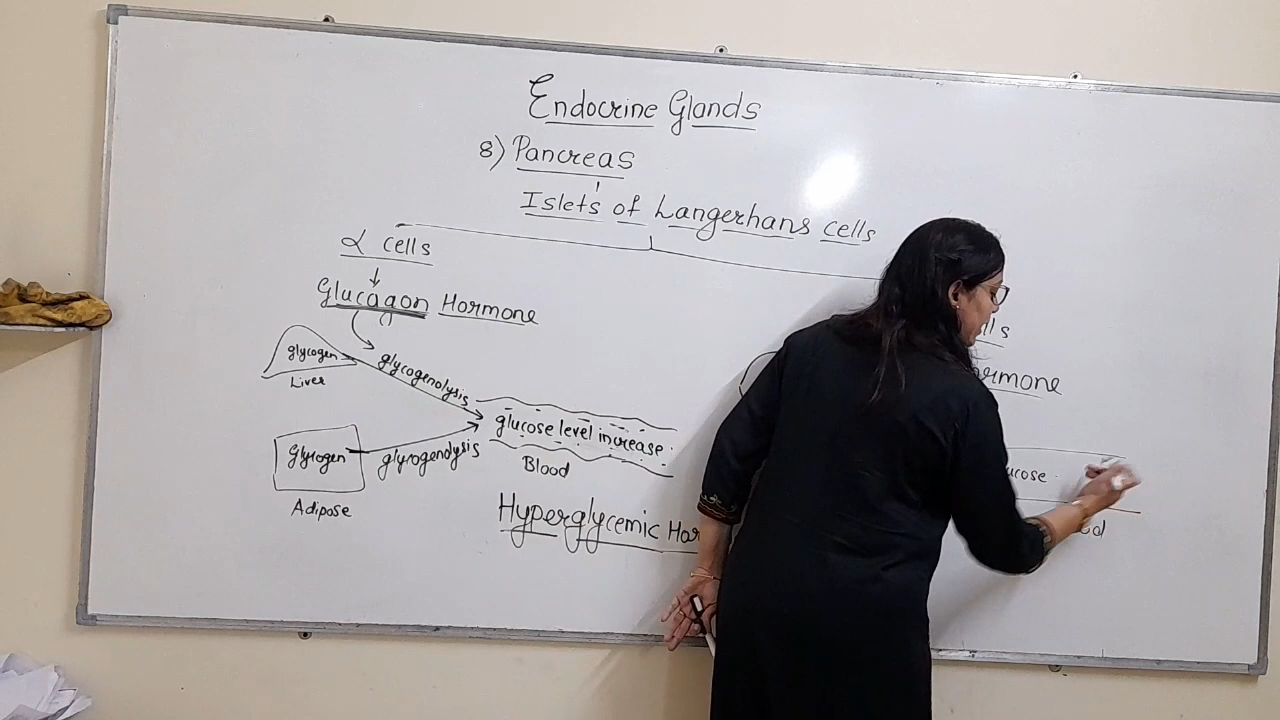 Endocrine Glands
8) Pancreas
Islets of Langerhans cells
α cells
Glucagon Hormone
glycogen
Liver
glycogenolysis
glucose level increase
Blood
Glycogen
Adipose
glycogenolysis
Hyperglycemic